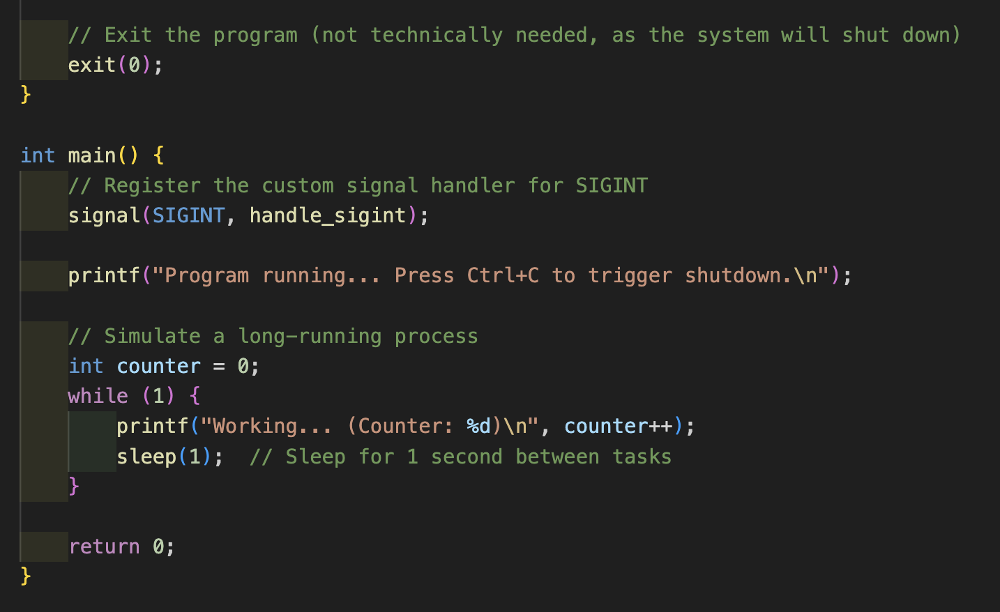 // Exit the program (not technically needed, as the system will shut down)
exit(0);
}
int main() {
// Register the custom signal handler for SIGINT
signal(SIGINT, handle_sigint);
printf("Program running... Press Ctrl+C to trigger shutdown.\n");
// Simulate a long-running process
int counter = 0;
while (1) {
printf("Working... (Counter: %d)\n", counter++);
sleep(1);  // Sleep for 1 second between tasks
}
return 0;
}